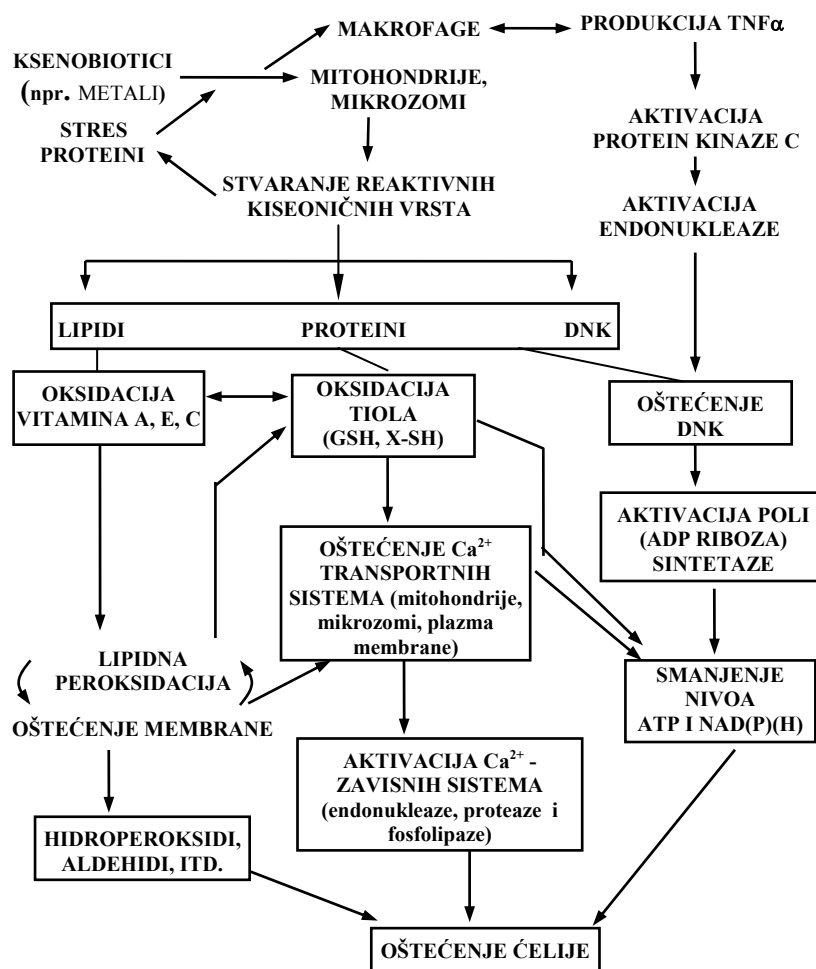 MAKROFAGE
PRODUKCIJA TNFα
KSENOBIOTICI
(npr. METALI)
MITOHONDRIJE,
MIKROZOMI
STRES
PROTEINI
AKTIVACIJA
PROTEIN KINAZE C
STVARANJE REAKTIVNIH
KISEONIČNIH VRSTA
AKTIVACIJA
ENDONUKLEAZE
LIPIDI PROTEINI DNK
OKSIDACIJA
VITAMINA A, E, C
OKSIDACIJA
TIOLA
(GSH, X-SH)
OŠTEĆENJE
DNK
OŠTEĆENJE Ca²⁺
TRANSPORTNIH
SISTEMA (mitohondrije,
mikrozomi, plazma
membrane)
AKTIVACIJA POLI
(ADP RIBOZA)
SINTETAZE
LIPIDNA
PEROKSIDACIJA
OŠTEĆENJE MEMBRANE
SMANJENJE
NIVOA
ATP I NAD(P)(H)
AKTIVACIJA Ca²⁺ -
ZAVISNIH SISTEMA
(endonukleaze, proteaze i
fosfolipaze)
HIDROPEROKSIDI,
ALDEHIDI, ITD.
OŠTEĆENJE ĆELIJE